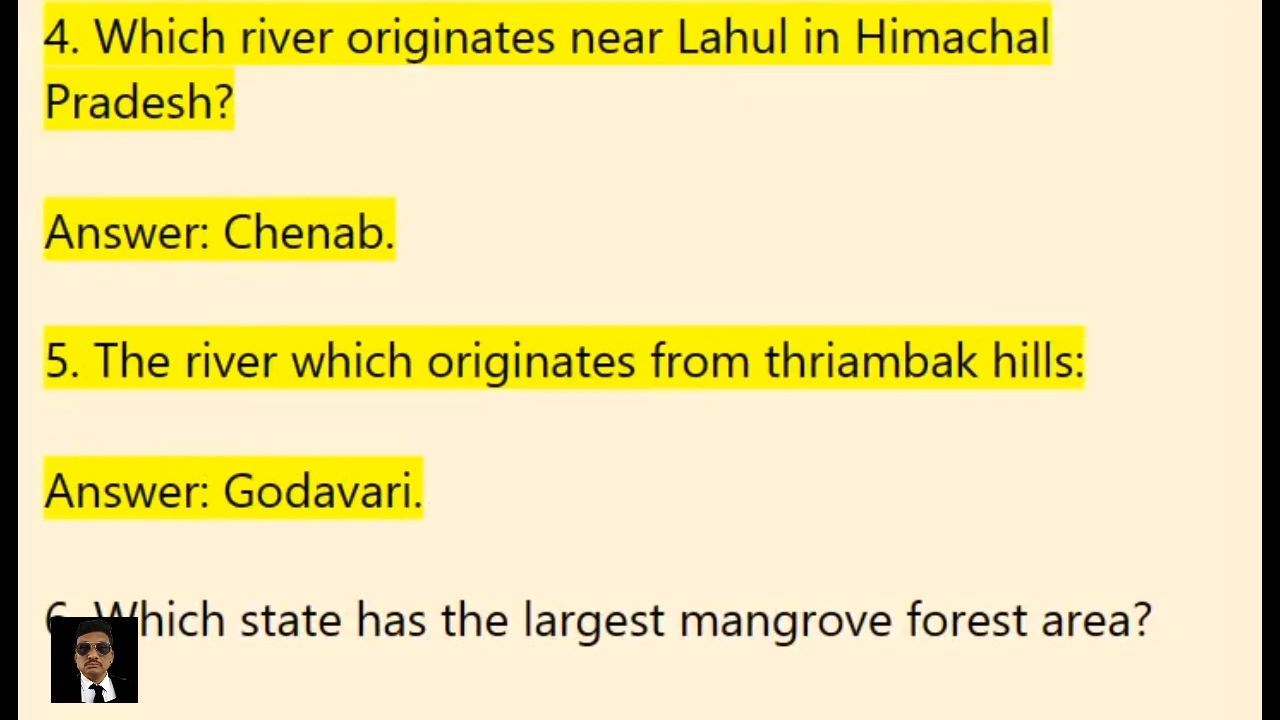 4. Which river originates near Lahul in Himachal
Pradesh?
Answer: Chenab.
5. The river which originates from thriambak hills:
Answer: Godavari.
6. Which state has the largest mangrove forest area?